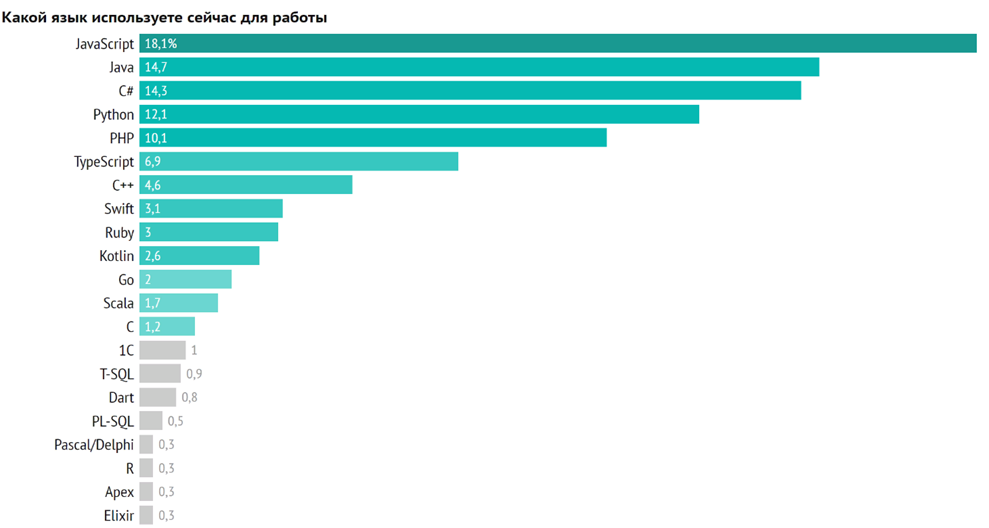 Какой язык используете сейчас для работы
JavaScript 18,1%
Java 14,7
C# 14,3
Python 12,1
PHP 10,1
TypeScript 6,9
C++ 4,6
Swift 3,1
Ruby 3
Kotlin 2,6
Go 2
Scala 1,7
C 1,2
1C 1
T-SQL 0,9
Dart 0,8
PL-SQL 0,5
Pascal/Delphi 0,3
R 0,3
Apex 0,3
Elixir 0,3